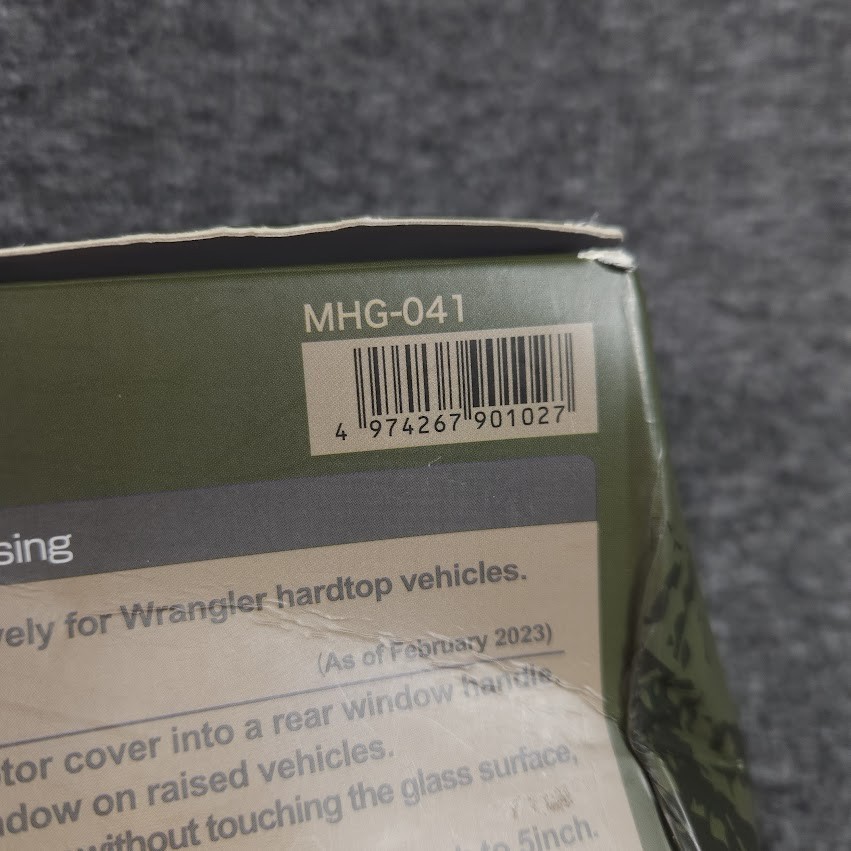 MHG-041
4 974267 901027
sing
vely for Wrangler hardtop vehicles.
(As of February 2023)
otor cover into a rear window handle.
ndow on raised vehicles.
without touching the glass surface,
to 5inch.